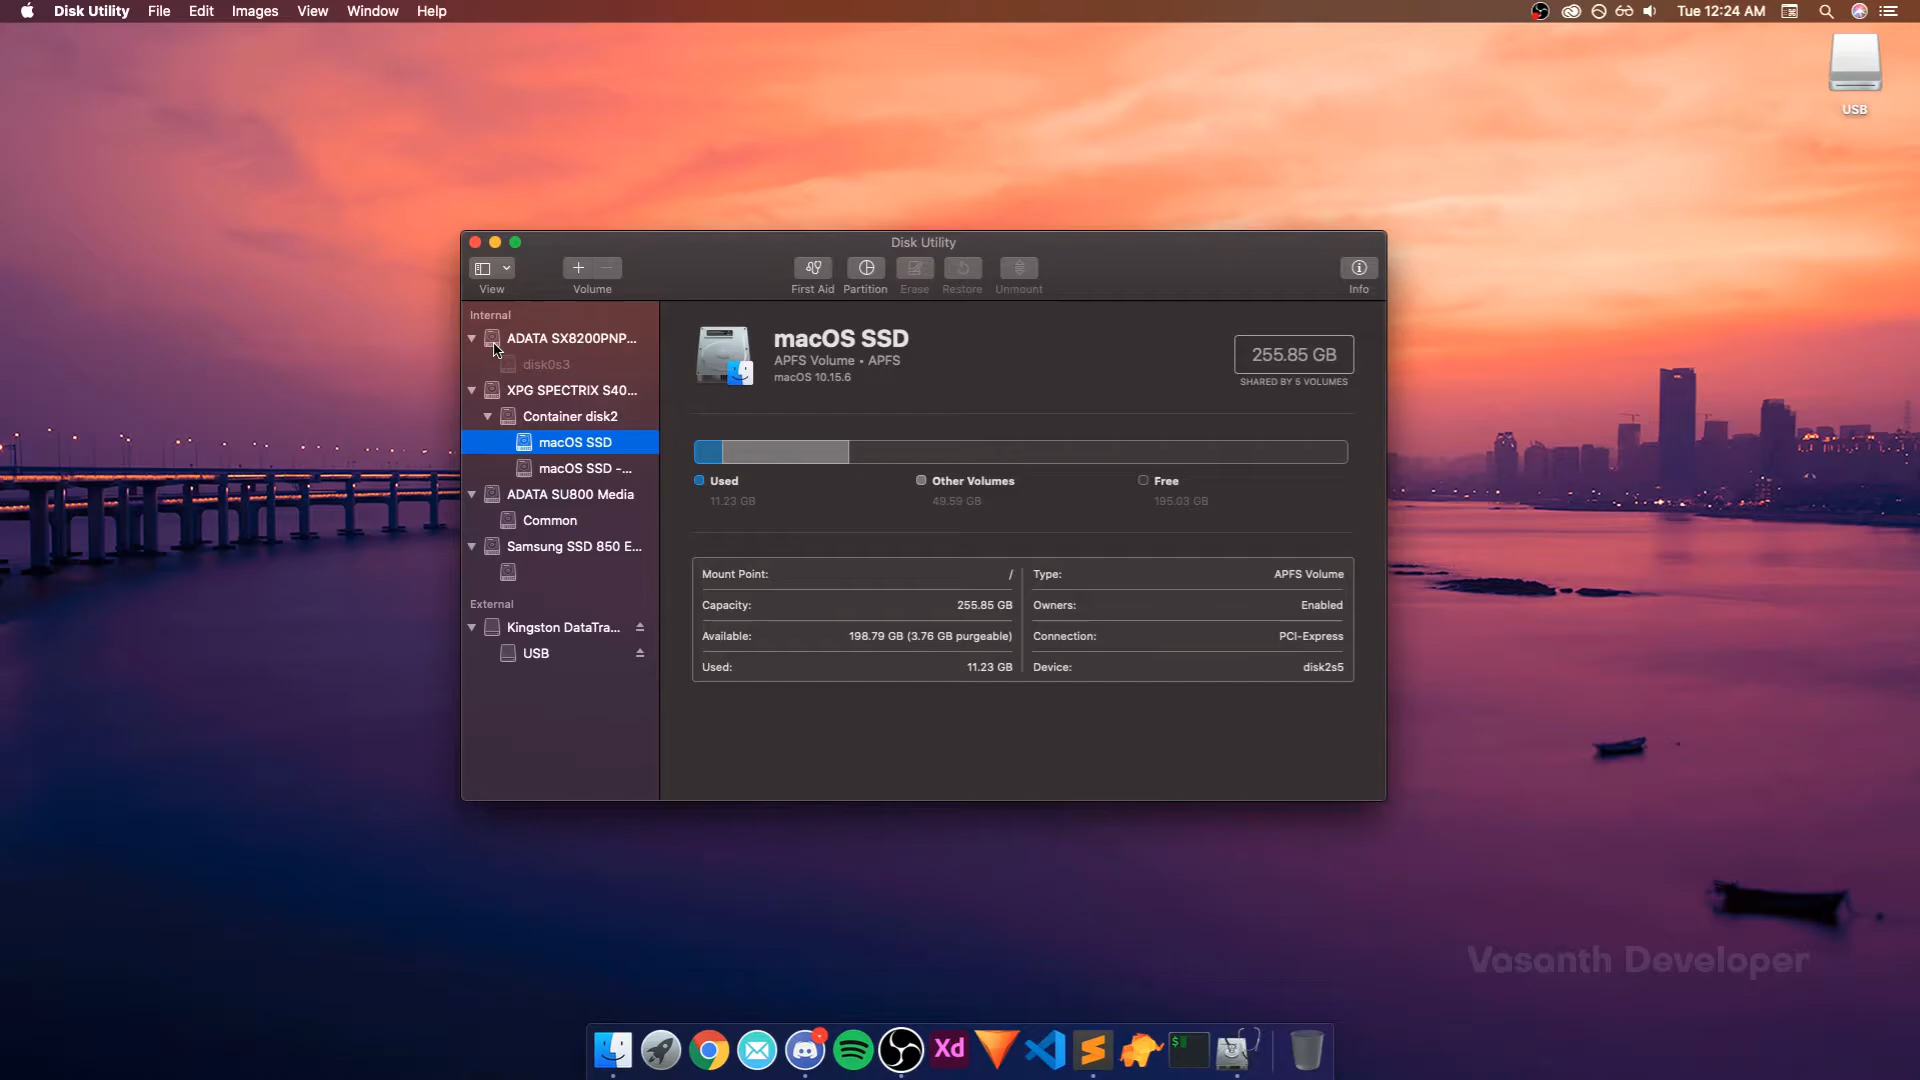 Disk Utility File Edit Images View Window Help
Tue 12:24 AM
USB
Disk Utility
View
Volume
First Aid
Partition
Erase
Restore
Unmount
Info
Internal
ADATA SX8200PNP...
disk0s3
XPG SPECTRIX S40...
Container disk2
macOS SSD
macOS SSD -...
ADATA SU800 Media
Common
Samsung SSD 850 E...
External
Kingston DataTra...
USB
macOS SSD
APFS Volume • APFS
macOS 10.15.6
255.85 GB
SHARED BY 5 VOLUMES
Used
11.23 GB
Other Volumes
49.59 GB
Free
195.03 GB
Mount Point: /
Capacity: 255.85 GB
Available: 198.79 GB (3.76 GB purgeable)
Used: 11.23 GB
Type: APFS Volume
Owners: Enabled
Connection: PCI-Express
Device: disk2s5
Vasanth Developer
Xd
$